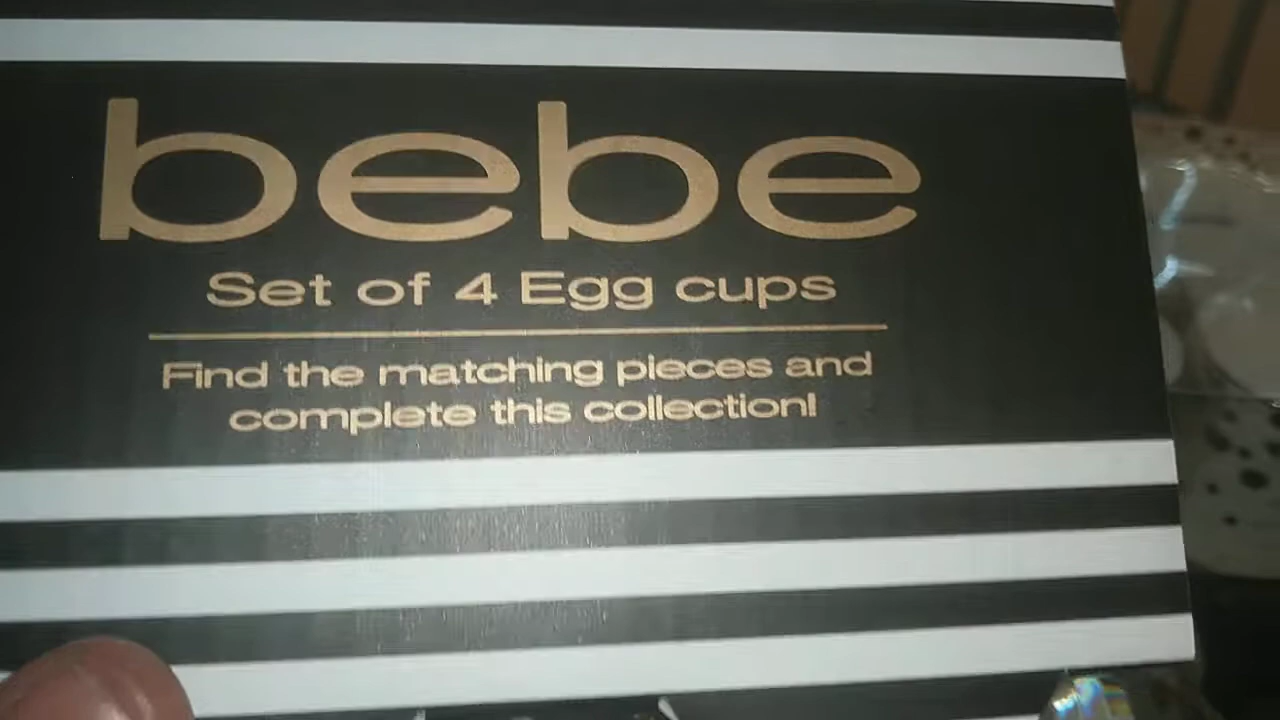 bebe
Set of 4 Egg cups
Find the matching pieces and
complete this collection!